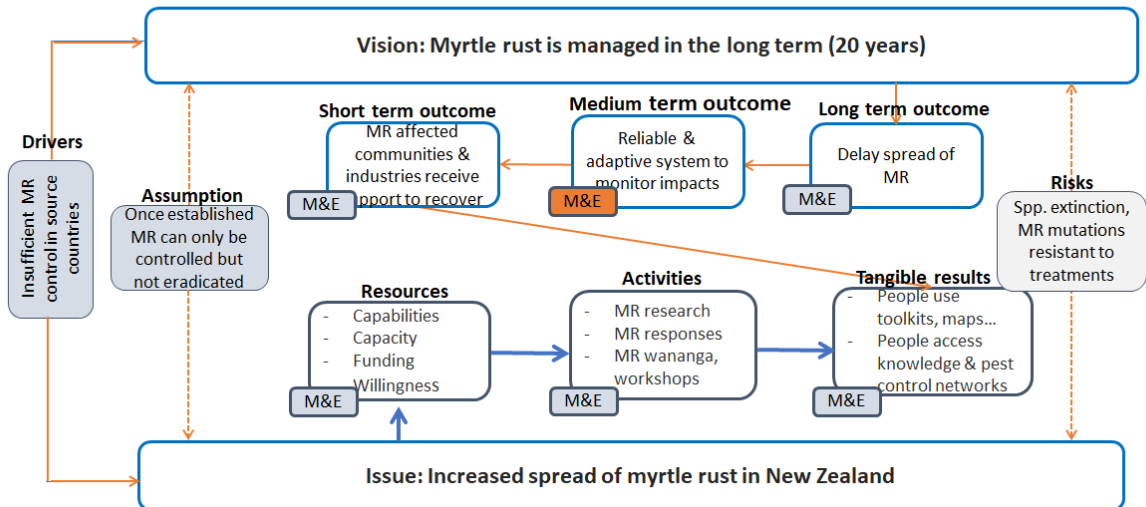 Vision: Myrtle rust is managed in the long term (20 years)
Drivers
Insufficient MR
control in source
countries
Assumption
Once established
MR can only be
controlled but
not eradicated
Short term outcome
MR affected
communities &
industries receive
pport to recover
M&E
Medium term outcome
Reliable &
adaptive system to
monitor impacts
M&E
Long term outcome
Delay spread of
MR
M&E
Risks
Spp. extinction,
MR mutations
resistant to
treatments
Resources
- Capabilities
- Capacity
- Funding
Willingness
M&E
Activities
- MR research
- MR responses
- MR wananga,
workshops
M&E
Tangible results
- People use
toolkits, maps...
- People access
knowledge & pest
control networks
M&E
Issue: Increased spread of myrtle rust in New Zealand